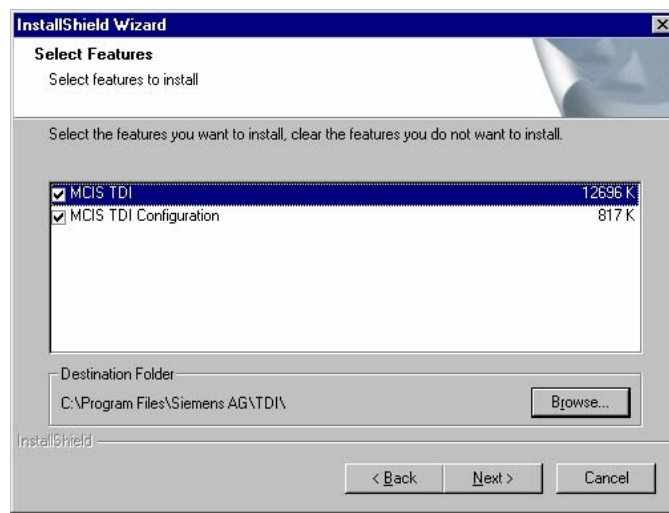 InstallShield Wizard
Select Features
Select features to install
Select the features you want to install, clear the features you do not want to install.
MCIS TDI 12696 K
MCIS TDI Configuration 817 K
Destination Folder
C:\Program Files\Siemens AG\TDI\
Browse...
InstallShield
< Back Next > Cancel